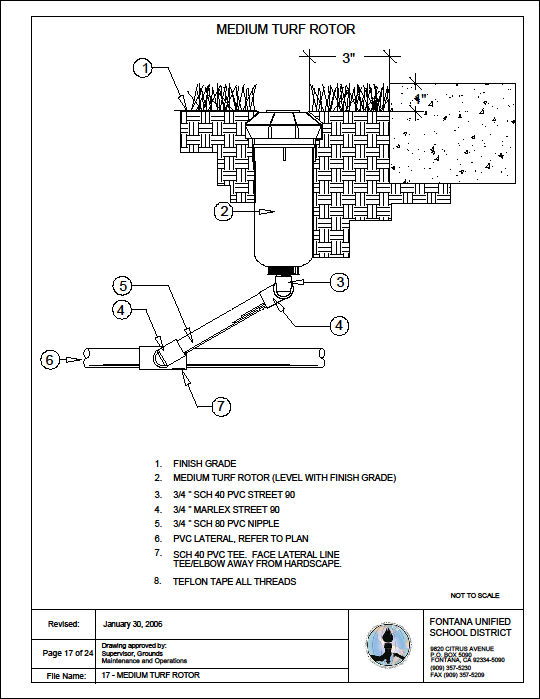 MEDIUM TURF ROTOR
3"
1
"
2
3
5
4
4
6
7
1. FINISH GRADE
2. MEDIUM TURF ROTOR (LEVEL WITH FINISH GRADE)
3. 3/4 " SCH 40 PVC STREET 90
4. 3/4 " MARLEX STREET 90
5. 3/4 " SCH 80 PVC NIPPLE
6. PVC LATERAL, REFER TO PLAN
7. SCH 40 PVC TEE. FACE LATERAL LINE
TEE/ELBOW AWAY FROM HARDSCAPE.
8. TEFLON TAPE ALL THREADS
NOT TO SCALE
Revised: January 30, 2006
Page 17 of 24
Drawing approved by:
Supervisor, Grounds
Maintenance and Operations
File Name: 17 - MEDIUM TURF ROTOR
FONTANA UNIFIED
SCHOOL DISTRICT
9820 CITRUS AVENUE
P.O. BOX 5090
FONTANA, CA 92334-5090
(909) 357-5230
FAX (909) 357-5209